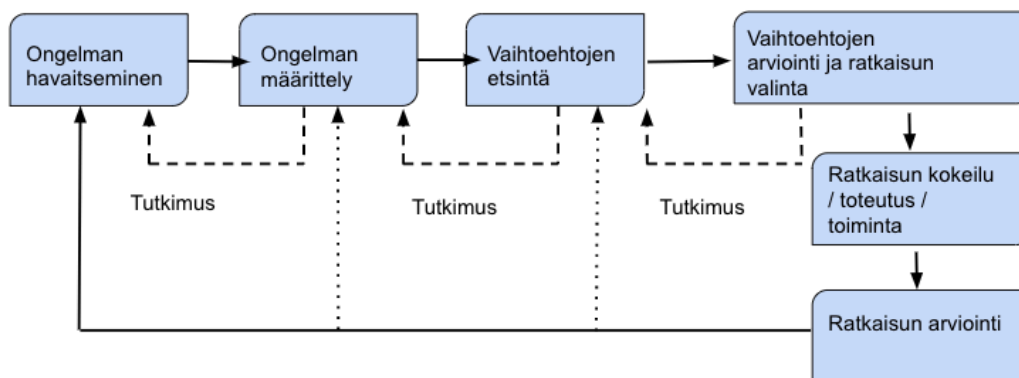 Ongelman
havaitseminen
Ongelman
määrittely
Vaihtoehtojen
etsintä
Vaihtoehtojen
arviointi ja ratkaisun
valinta
Tutkimus
Tutkimus
Tutkimus
Ratkaisun kokeilu
/ toteutus /
toiminta
Ratkaisun arviointi